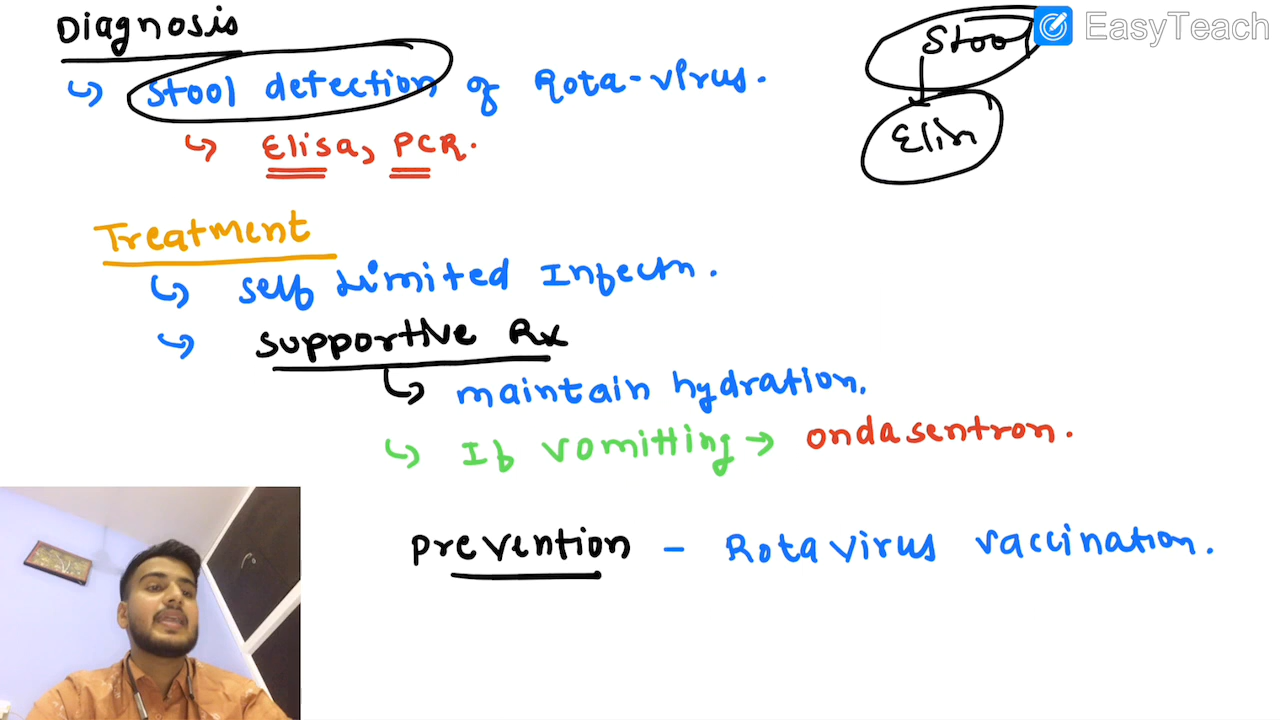 Diagnosis
↳ stool detection of Rota-virus.
↳ Elisa, PCR.
Stool
Elisa
EasyTeach
Treatment
↳ self limited Infectn.
↳ supportive Rx
↳ maintain hydration.
↳ If vomitting → ondasentron.
prevention - Rotavirus vaccination.